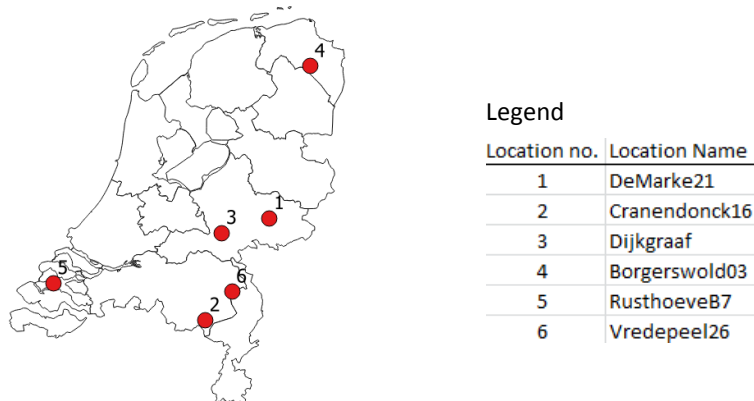 4
1
3
5
6
2
Legend
Location no. Location Name
1 DeMarke21
2 Cranendonck16
3 Dijkgraaf
4 Borgerswold03
5 RusthoeveB7
6 Vredepeel26